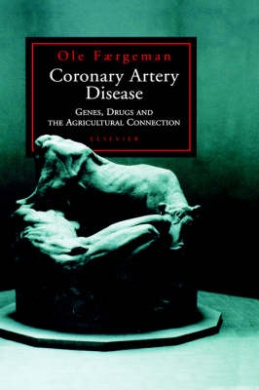 Ole Færgeman
Coronary Artery
Disease
Genes, Drugs and
the Agricultural Connection
ELSEVIER